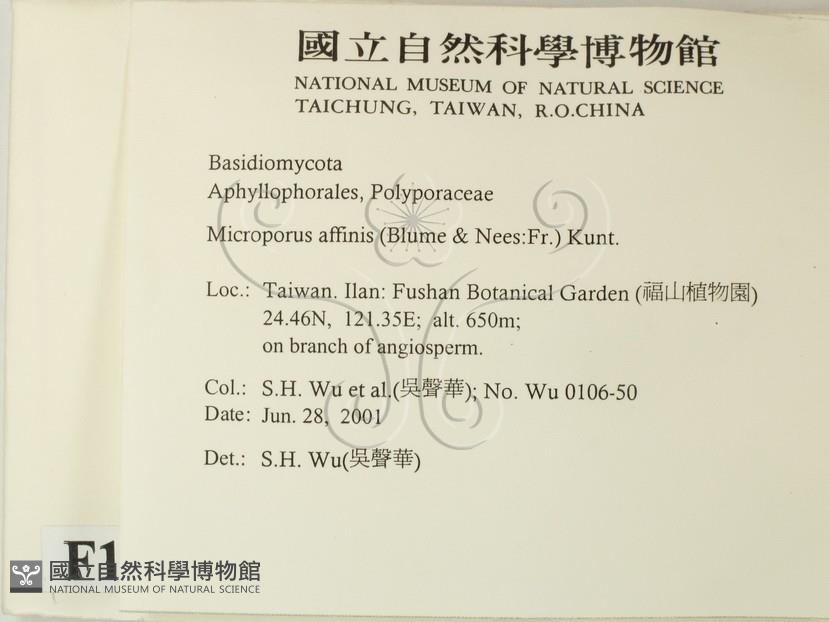 國立自然科學博物館
NATIONAL MUSEUM OF NATURAL SCIENCE
TAICHUNG, TAIWAN, R.O.CHINA
Basidiomycota
Aphyllophorales, Polyporaceae
Microporus affinis (Blume & Nees:Fr.) Kunt.
Loc.: Taiwan. Ilan: Fushan Botanical Garden (福山植物園)
24.46N, 121.35E; alt. 650m;
on branch of angiosperm.
Col.: S.H. Wu et al.(吳聲華); No. Wu 0106-50
Date: Jun. 28, 2001
Det.: S.H. Wu(吳聲華)
F1
國立自然科學博物館
NATIONAL MUSEUM OF NATURAL SCIENCE